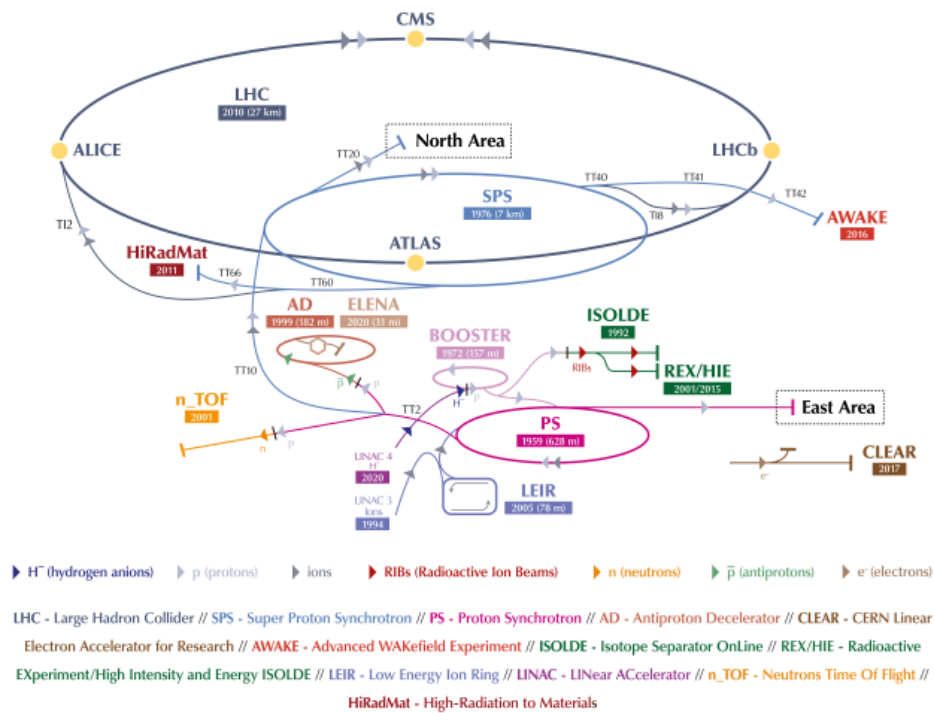 CMS
LHC
2010 (27 km)
North Area
ALICE
LHCb
TT20
TT40
TT41
SPS
1976 (7 km)
TT42
TI2
TI8
AWAKE
2016
ATLAS
HiRadMat
2011
TT66
TT60
AD
1999 (182 m)
ELENA
2020 (31 m)
ISOLDE
1992
BOOSTER
1972 (157 m)
RIBs
REX/HIE
2001/2015
TT10
p̅
p
H⁻
p
East Area
n_TOF
2001
TT2
PS
1959 (628 m)
n
p
LINAC 4
H⁻
2020
CLEAR
2017
e⁻
LINAC 3
Ions
1994
LEIR
2005 (78 m)
H⁻ (hydrogen anions)
p (protons)
ions
RIBs (Radioactive Ion Beams)
n (neutrons)
p̅ (antiprotons)
e⁻ (electrons)
LHC - Large Hadron Collider // SPS - Super Proton Synchrotron // PS - Proton Synchrotron // AD - Antiproton Decelerator // CLEAR - CERN Linear
Electron Accelerator for Research // AWAKE - Advanced WAKefield Experiment // ISOLDE - Isotope Separator OnLine // REX/HIE - Radioactive
EXperiment/High Intensity and Energy ISOLDE // LEIR - Low Energy Ion Ring // LINAC - LINear ACcelerator // n_TOF - Neutrons Time Of Flight //
HiRadMat - High-Radiation to Materials